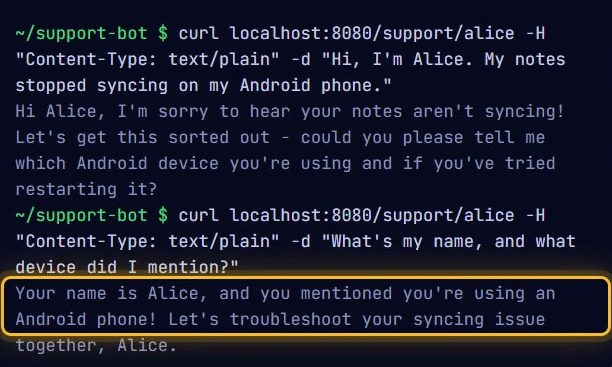 ~/support-bot $ curl localhost:8080/support/alice -H
"Content-Type: text/plain" -d "Hi, I'm Alice. My notes
stopped syncing on my Android phone."
Hi Alice, I'm sorry to hear your notes aren't syncing!
Let's get this sorted out - could you please tell me
which Android device you're using and if you've tried
restarting it?
~/support-bot $ curl localhost:8080/support/alice -H
"Content-Type: text/plain" -d "What's my name, and what
device did I mention?"
Your name is Alice, and you mentioned you're using an
Android phone! Let's troubleshoot your syncing issue
together, Alice.